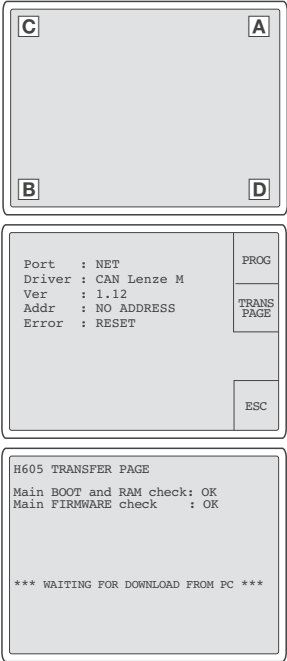 C A
B D
Port : NET PROG
Driver : CAN Lenze M
Ver : 1.12
Addr : NO ADDRESS TRANS
Error : RESET PAGE
ESC
H605 TRANSFER PAGE
Main BOOT and RAM check: OK
Main FIRMWARE check : OK
*** WAITING FOR DOWNLOAD FROM PC ***